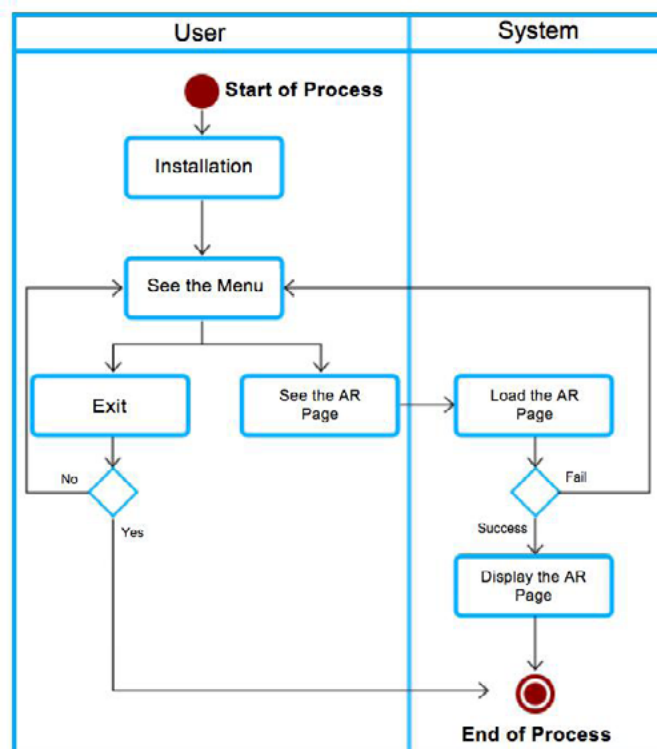 User
System
Start of Process
Installation
See the Menu
Exit
See the AR
Page
Load the AR
Page
No
Fail
Yes
Success
Display the AR
Page
End of Process